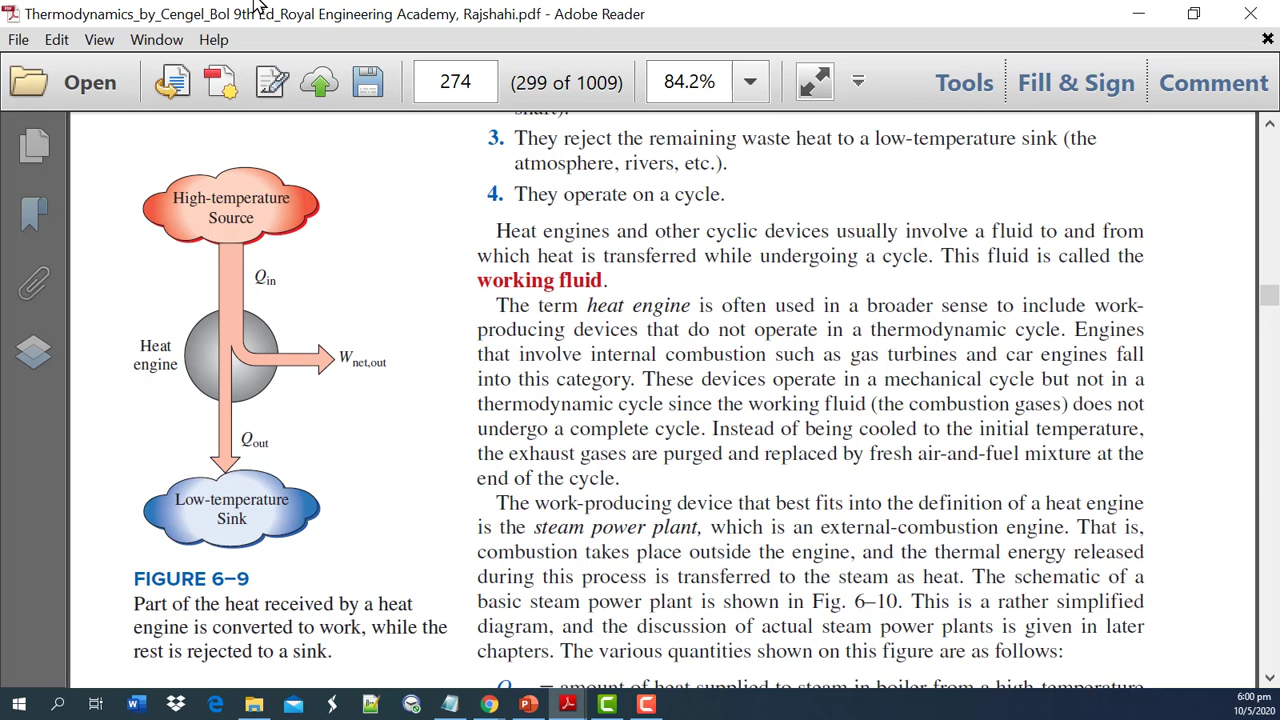 Thermodynamics_by_Cengel_Bol 9th Ed_Royal Engineering Academy, Rajshahi.pdf - Adobe Reader
File Edit View Window Help
Open 274 (299 of 1009) 84.2% Tools Fill & Sign Comment
shaft).
3. They reject the remaining waste heat to a low-temperature sink (the
atmosphere, rivers, etc.).
4. They operate on a cycle.
Heat engines and other cyclic devices usually involve a fluid to and from
which heat is transferred while undergoing a cycle. This fluid is called the
working fluid.
The term heat engine is often used in a broader sense to include work-
producing devices that do not operate in a thermodynamic cycle. Engines
that involve internal combustion such as gas turbines and car engines fall
into this category. These devices operate in a mechanical cycle but not in a
thermodynamic cycle since the working fluid (the combustion gases) does not
undergo a complete cycle. Instead of being cooled to the initial temperature,
the exhaust gases are purged and replaced by fresh air-and-fuel mixture at the
end of the cycle.
The work-producing device that best fits into the definition of a heat engine
is the steam power plant, which is an external-combustion engine. That is,
combustion takes place outside the engine, and the thermal energy released
during this process is transferred to the steam as heat. The schematic of a
basic steam power plant is shown in Fig. 6–10. This is a rather simplified
diagram, and the discussion of actual steam power plants is given in later
chapters. The various quantities shown on this figure are as follows:
= amount of heat supplied to steam in boiler from a high-temperature
High-temperature
Source
Qin
Heat
engine
Wnet,out
Qout
Low-temperature
Sink
FIGURE 6–9
Part of the heat received by a heat
engine is converted to work, while the
rest is rejected to a sink.
6:00 pm
10/5/2020